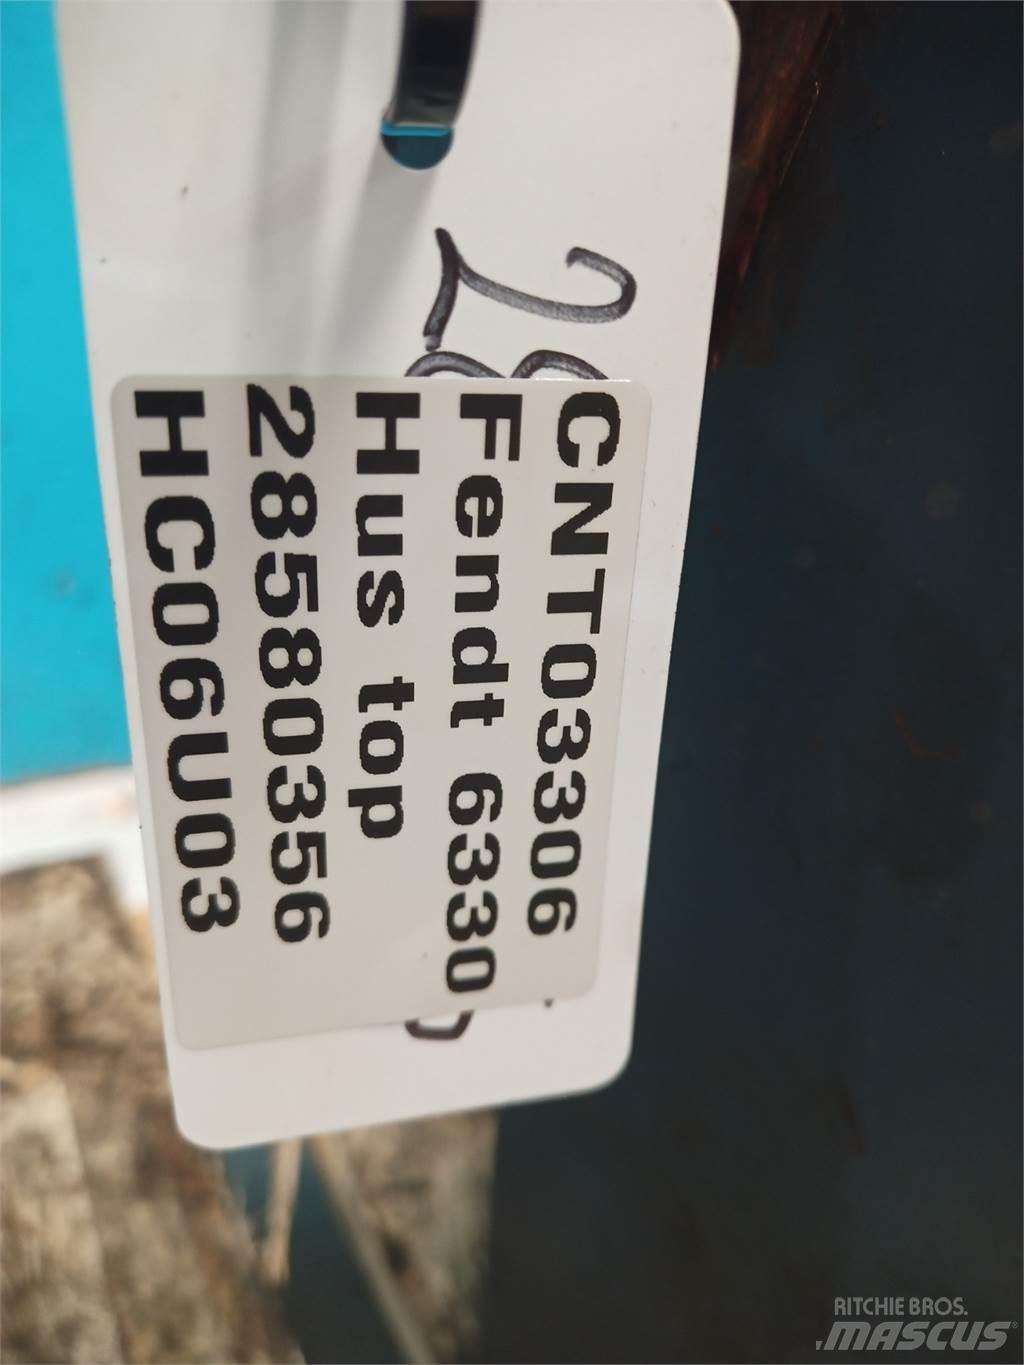 CNT03306
Fendt 6330
Hus top
28580356
HC06U03
RITCHIE BROS.
MASCUS